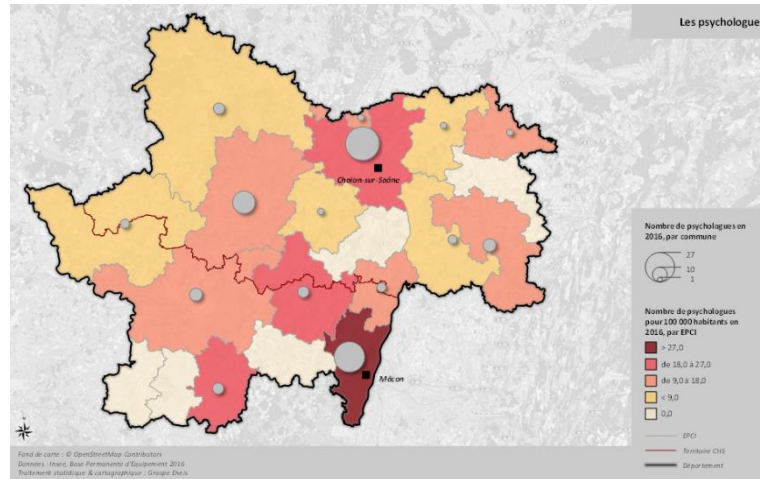 Les psychologue
Chalon-sur-Saône
Mâcon
Nombre de psychologues en
2016, par commune
27
10
1
Nombre de psychologues
pour 100 000 habitants en
2016, par EPCI
> 27,0
de 18,0 à 27,0
de 9,0 à 18,0
< 9,0
0,0
EPCI
Territoire CHS
Département
Fond de carte : © OpenStreetMap Contributors
Données : Insee, Base Permanente d'Equipement 2016
Traitement statistique & cartographique : Groupe Eneis